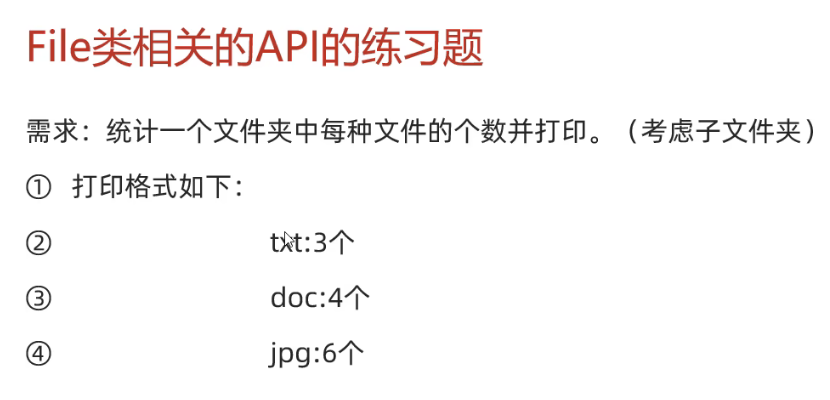 File类相关的API的练习题
需求：统计一个文件夹中每种文件的个数并打印。（考虑子文件夹）
① 打印格式如下：
② txt:3个
③ doc:4个
④ jpg:6个